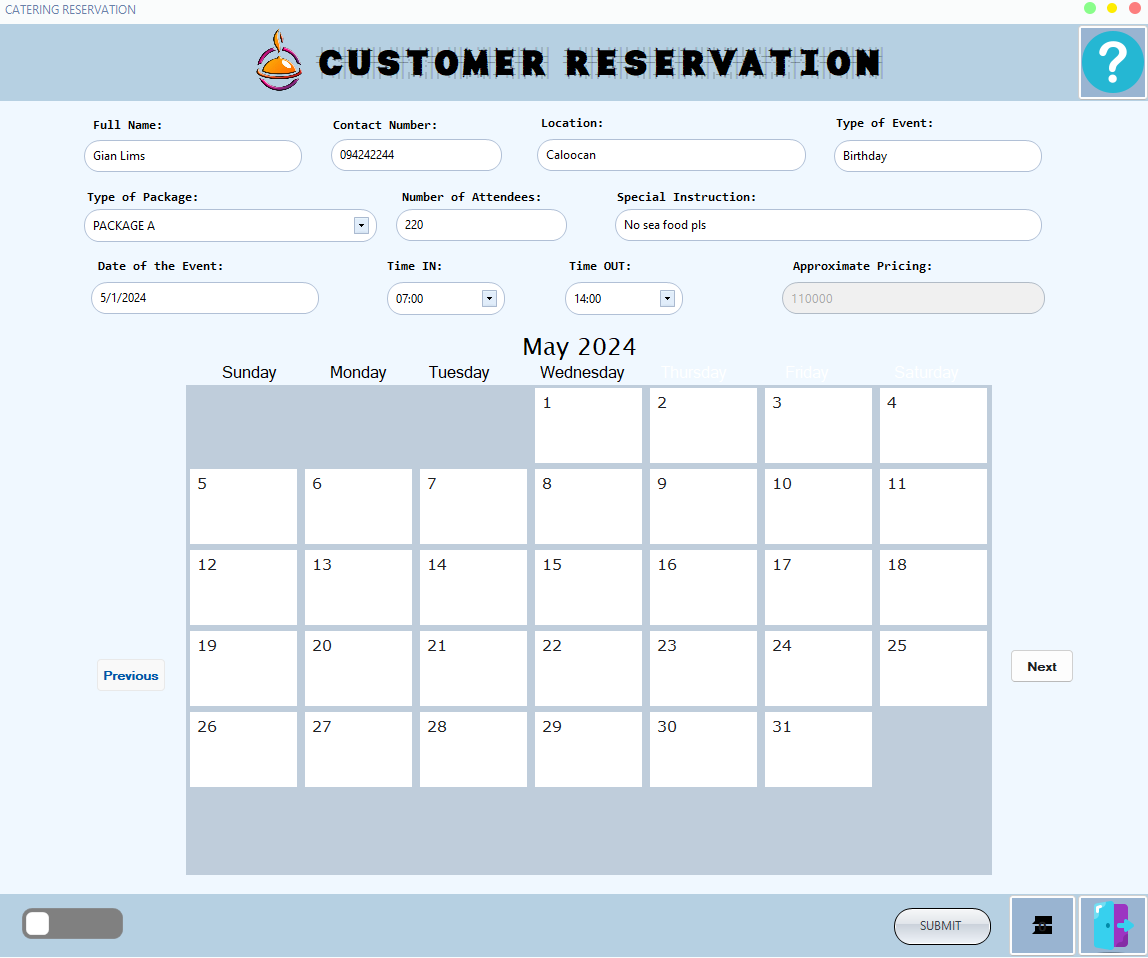 CATERING RESERVATION
CUSTOMER RESERVATION
?
Full Name: Contact Number: Location: Type of Event:
Gian Lims 094242244 Caloocan Birthday
Type of Package: Number of Attendees: Special Instruction:
PACKAGE A 220 No sea food pls
Date of the Event: Time IN: Time OUT: Approximate Pricing:
5/1/2024 07:00 14:00 110000
May 2024
Sunday Monday Tuesday Wednesday Thursday Friday Saturday
1 2 3 4
5 6 7 8 9 10 11
12 13 14 15 16 17 18
19 20 21 22 23 24 25
26 27 28 29 30 31
Previous Next
SUBMIT